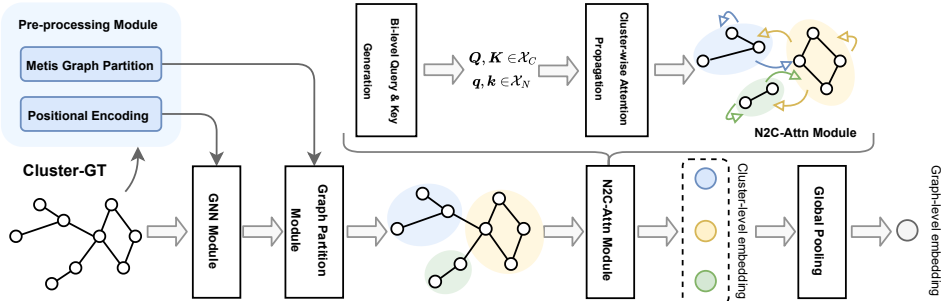 Pre-processing Module
Metis Graph Partition
Positional Encoding
Cluster-GT
Bi-level Query & Key
Generation
Q, K ∈ 𝒳_C
q, k ∈ 𝒳_N
Cluster-wise Attention
Propagation
N2C-Attn Module
GNN Module
Graph Partition
Module
N2C-Attn Module
Cluster-level embedding
Global Pooling
Graph-level embedding